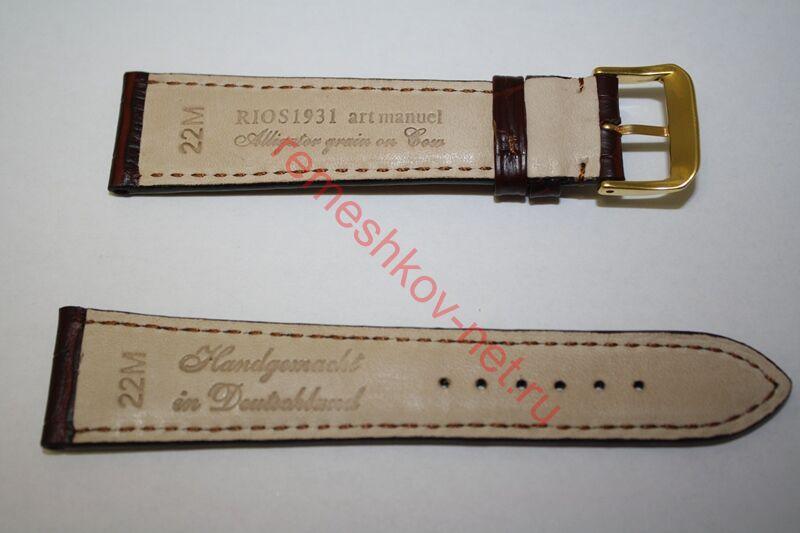 22M
RIOS1931 art manuel
Alligator grain on Cow
22M
Handgemacht
in Deutschland
remeshkov-net.ru